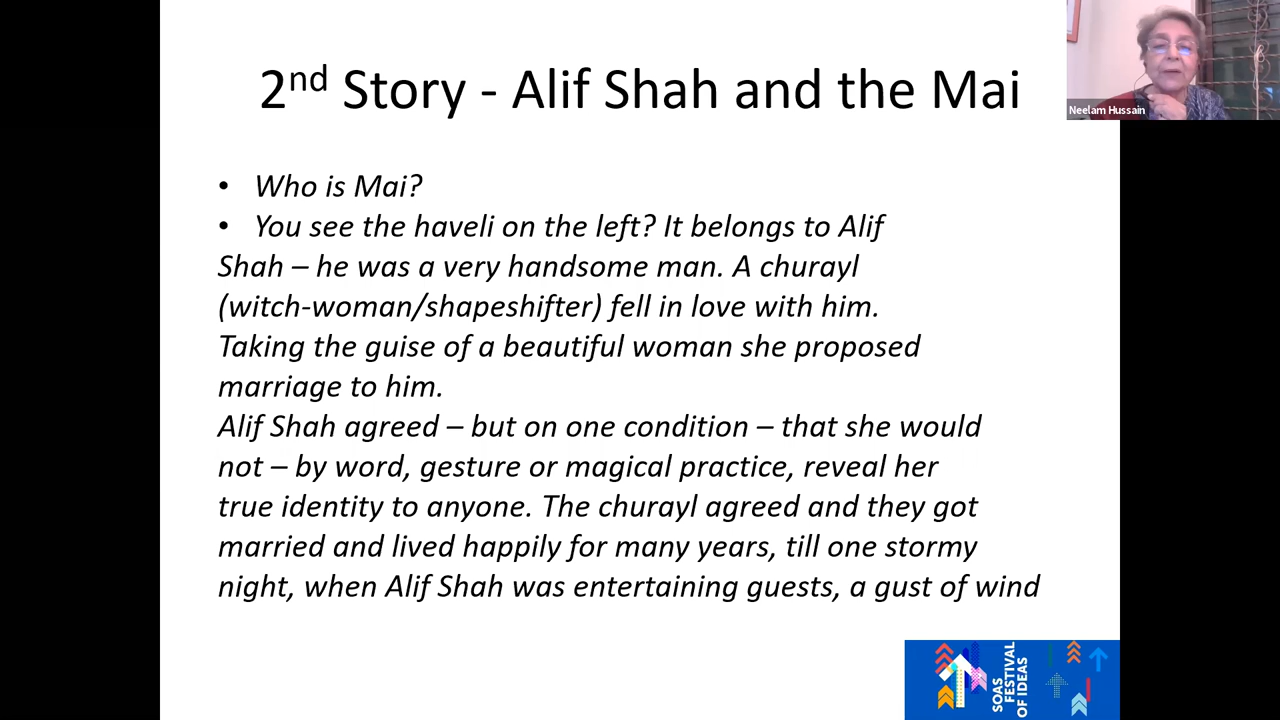 2nd Story - Alif Shah and the Mai
Neelam Hussain
• Who is Mai?
• You see the haveli on the left? It belongs to Alif
Shah – he was a very handsome man. A churayl
(witch-woman/shapeshifter) fell in love with him.
Taking the guise of a beautiful woman she proposed
marriage to him.
Alif Shah agreed – but on one condition – that she would
not – by word, gesture or magical practice, reveal her
true identity to anyone. The churayl agreed and they got
married and lived happily for many years, till one stormy
night, when Alif Shah was entertaining guests, a gust of wind
SOAS
FESTIVAL
OF IDEAS